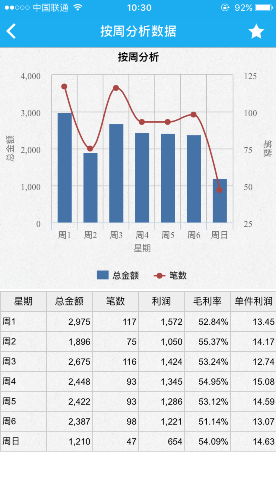 中国联通 10:30 92%
按周分析数据
按周分析
4,000 125
3,000 100
2,000 75
1,000 50
0 25
总金额
笔数
周1 周2 周3 周4 周5 周6 周日
星期
总金额 笔数
星期 总金额 笔数 利润 毛利率 单件利润
周1 2,975 117 1,572 52.84% 13.45
周2 1,896 75 1,050 55.37% 14.17
周3 2,675 116 1,424 53.24% 12.74
周4 2,448 93 1,345 54.95% 15.08
周5 2,422 93 1,286 53.12% 14.59
周6 2,387 98 1,221 51.14% 13.07
周日 1,210 47 654 54.09% 14.63